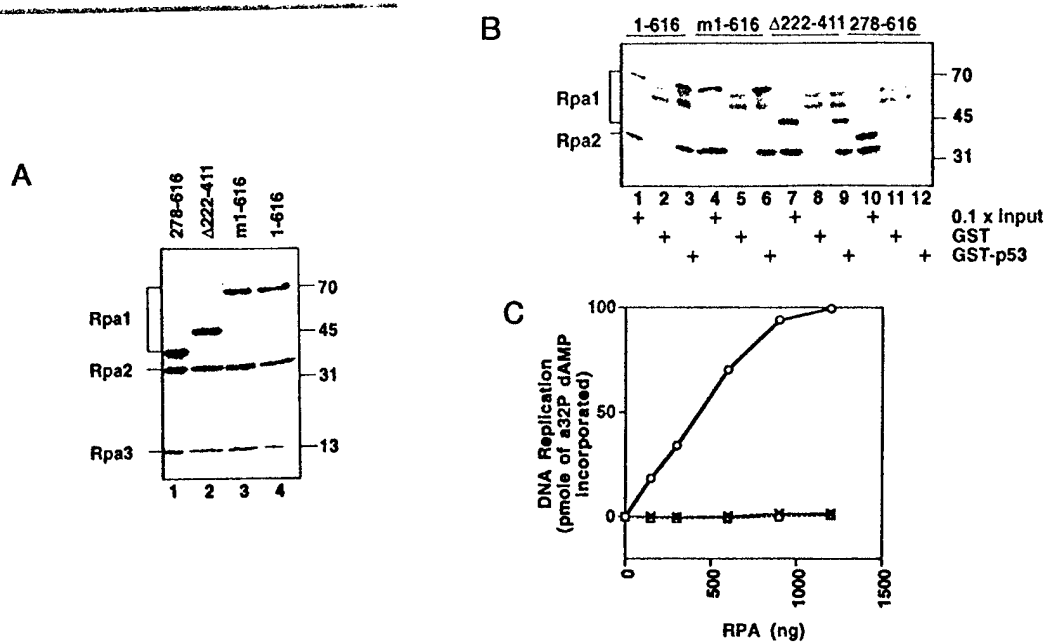 A
278-616
Δ222-411
m1-616
1-616
Rpa1
Rpa2
Rpa3
70
45
31
13
1 2 3 4
B
1-616 m1-616 Δ222-411 278-616
Rpa1
Rpa2
70
45
31
1 2 3 4 5 6 7 8 9 10 11 12
+ + + + 0.1 x input
+ + + + GST
+ + + + GST-p53
C
DNA Replication
(pmole of a32P dAMP
incorporated)
100
50
0
0 500 1000 1500
RPA (ng)